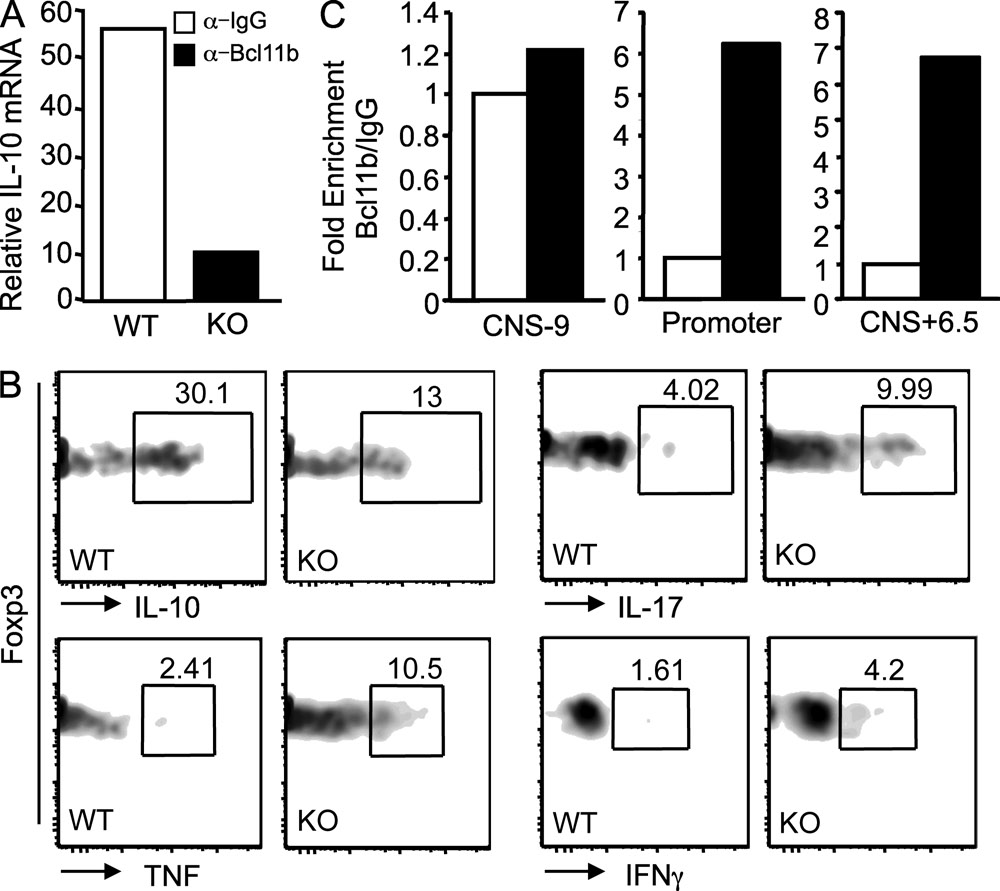 A
Relative IL-10 mRNA
60
50
40
30
20
10
0
WT KO
α−IgG
α−Bcl11b
C
Fold Enrichment
Bcl11b/IgG
1.4
1.2
1
0.8
0.6
0.4
0.2
0
CNS-9
7
6
5
4
3
2
1
0
Promoter
8
7
6
5
4
3
2
1
0
CNS+6.5
B
Foxp3
30.1
WT
13
KO
IL-10
4.02
WT
9.99
KO
IL-17
2.41
WT
10.5
KO
TNF
1.61
WT
4.2
KO
IFNγ